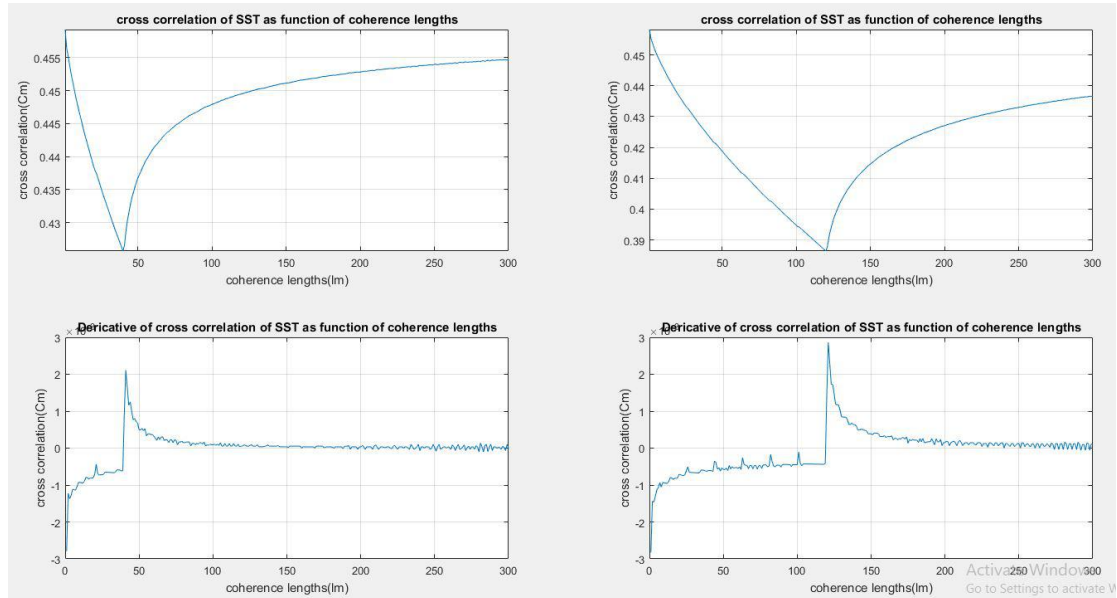 cross correlation of SST as function of coherence lengths
cross correlation(Cm)
0.455
0.45
0.445
0.44
0.435
0.43
50 100 150 200 250 300
coherence lengths(lm)
cross correlation of SST as function of coherence lengths
cross correlation(Cm)
0.45
0.44
0.43
0.42
0.41
0.4
0.39
50 100 150 200 250 300
coherence lengths(lm)
Dericative of cross correlation of SST as function of coherence lengths
cross correlation(Cm)
3
2
1
0
-1
-2
-3
0 50 100 150 200 250 300
coherence lengths(lm)
Dericative of cross correlation of SST as function of coherence lengths
cross correlation(Cm)
3
2
1
0
-1
-2
-3
0 50 100 150 200 250 300
coherence lengths(lm)
Activate Windows
Go to Settings to activate W